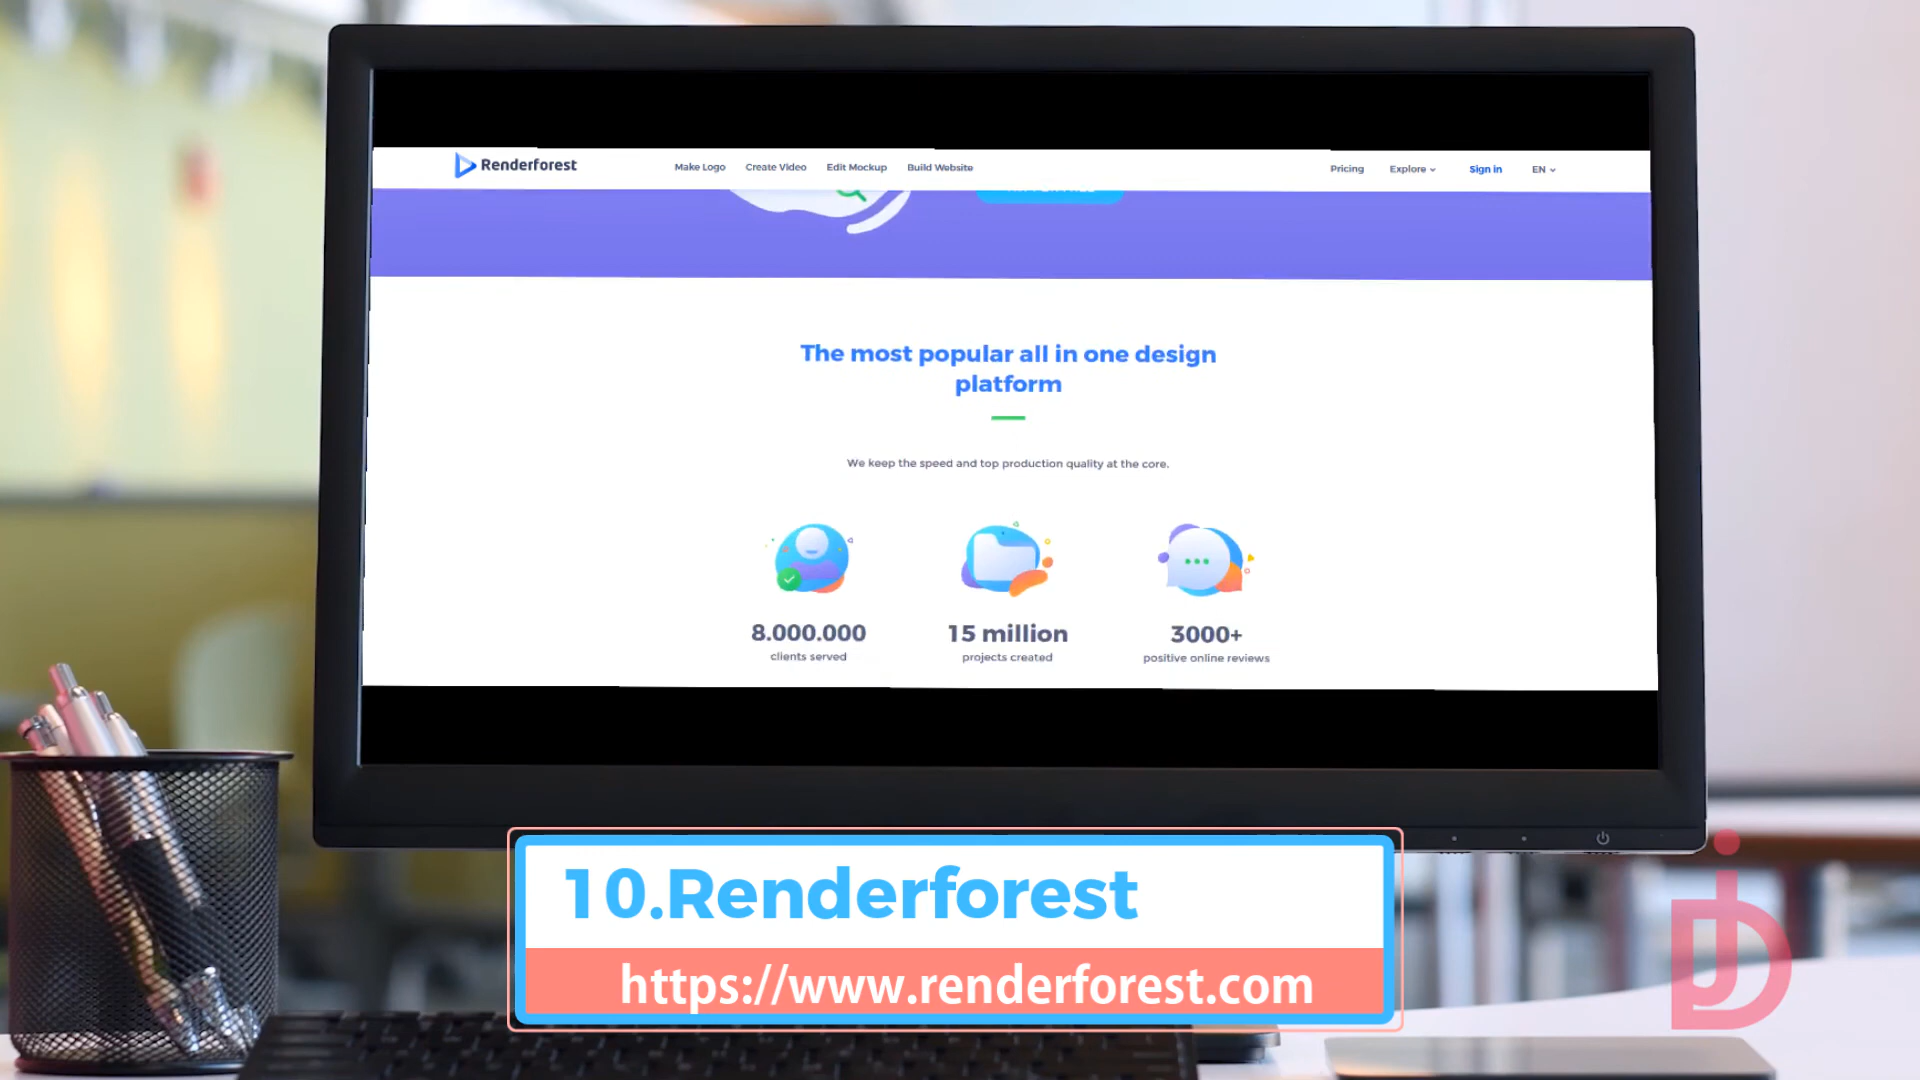 Renderforest
Make Logo Create Video Edit Mockup Build Website
Pricing Explore Sign in EN
The most popular all in one design
platform
We keep the speed and top production quality at the core.
8.000.000 15 million 3000+
clients served projects created positive online reviews
10.Renderforest
https://www.renderforest.com